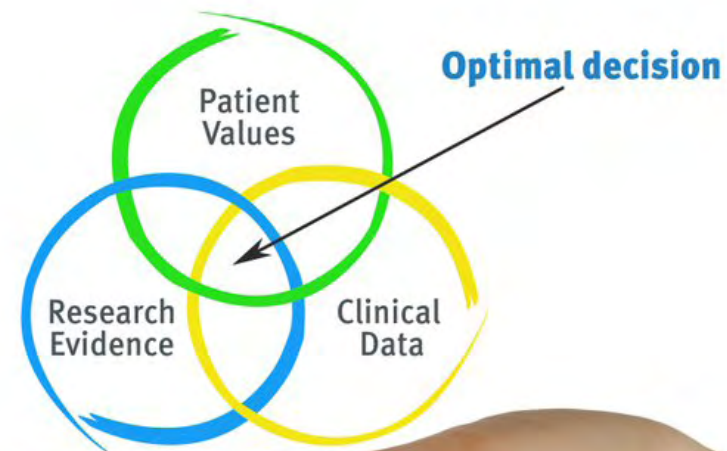 Optimal decision
Patient
Values
Research
Evidence
Clinical
Data